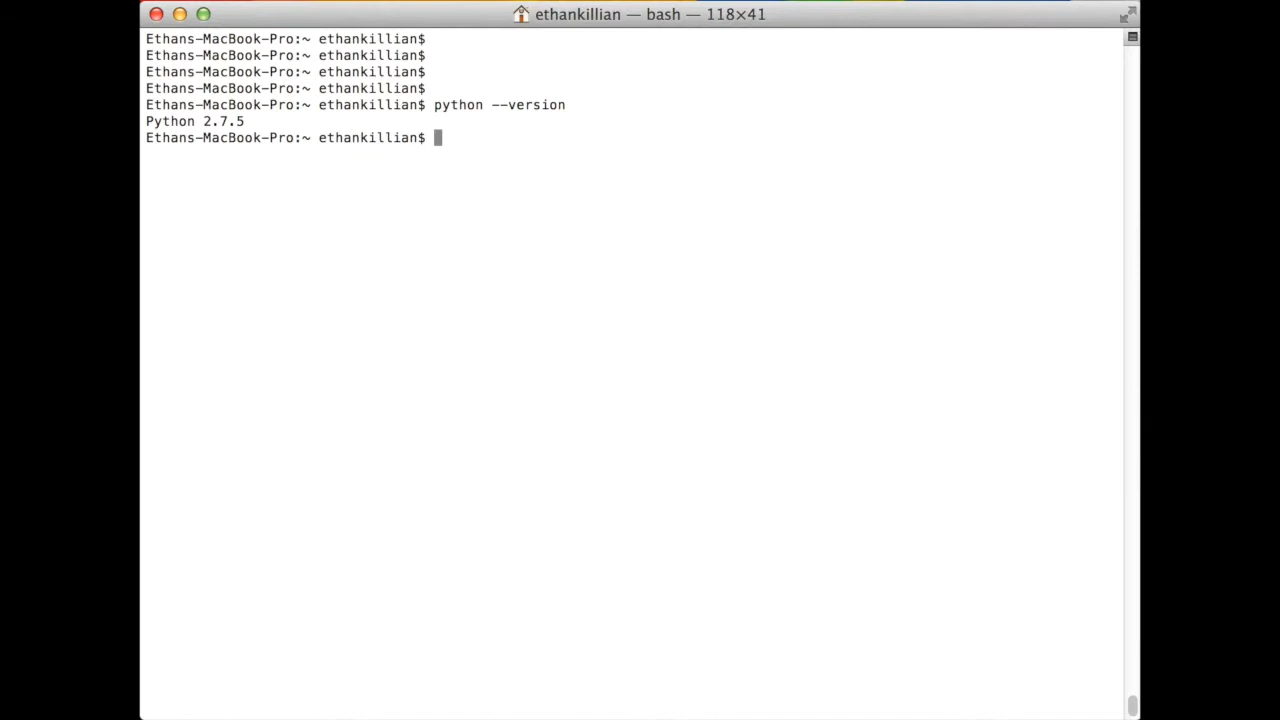 ethankillian — bash — 118×41
Ethans-MacBook-Pro:~ ethankillian$
Ethans-MacBook-Pro:~ ethankillian$
Ethans-MacBook-Pro:~ ethankillian$
Ethans-MacBook-Pro:~ ethankillian$
Ethans-MacBook-Pro:~ ethankillian$ python --version
Python 2.7.5
Ethans-MacBook-Pro:~ ethankillian$